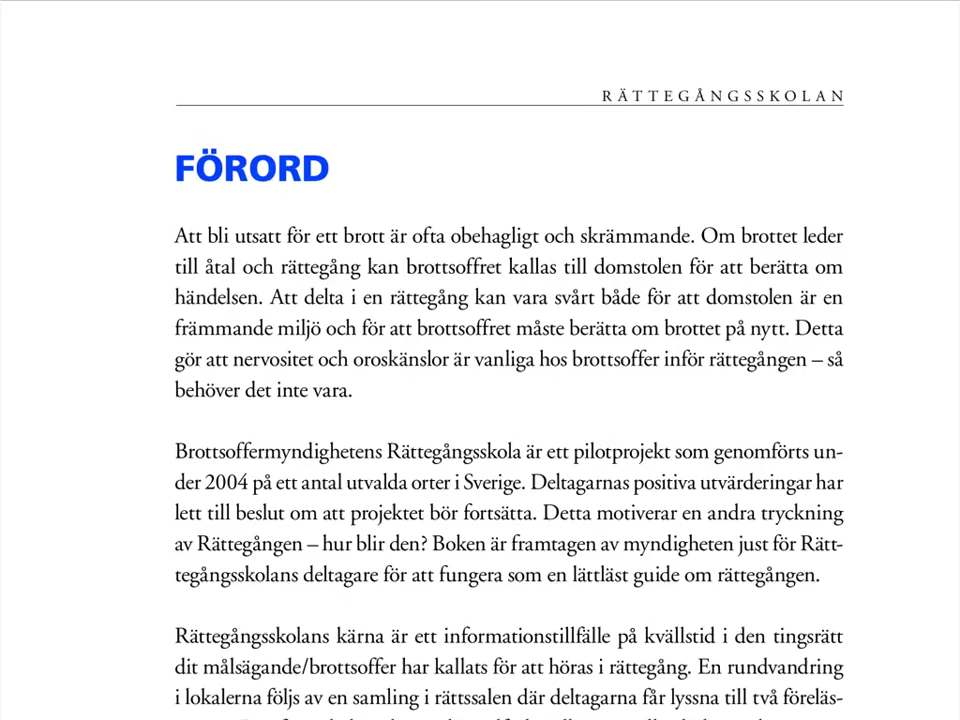 RÄTTEGÅNGSSKOLAN
FÖRORD
Att bli utsatt för ett brott är ofta obehagligt och skrämmande. Om brottet leder
till åtal och rättegång kan brottsoffret kallas till domstolen för att berätta om
händelsen. Att delta i en rättegång kan vara svårt både för att domstolen är en
främmande miljö och för att brottsoffret måste berätta om brottet på nytt. Detta
gör att nervositet och oroskänslor är vanliga hos brottsoffer inför rättegången – så
behöver det inte vara.
Brottsoffermyndighetens Rättegångsskola är ett pilotprojekt som genomförts un-
der 2004 på ett antal utvalda orter i Sverige. Deltagarnas positiva utvärderingar har
lett till beslut om att projektet bör fortsätta. Detta motiverar en andra tryckning
av Rättegången – hur blir den? Boken är framtagen av myndigheten just för Rätt-
tegångsskolans deltagare för att fungera som en lättläst guide om rättegången.
Rättegångsskolans kärna är ett informationstillfälle på kvällstid i den tingsrätt
dit målsägande/brottsoffer har kallats för att höras i rättegång. En rundvandring
i lokalerna följs av en samling i rättssalen där deltagarna får lyssna till två föreläs-